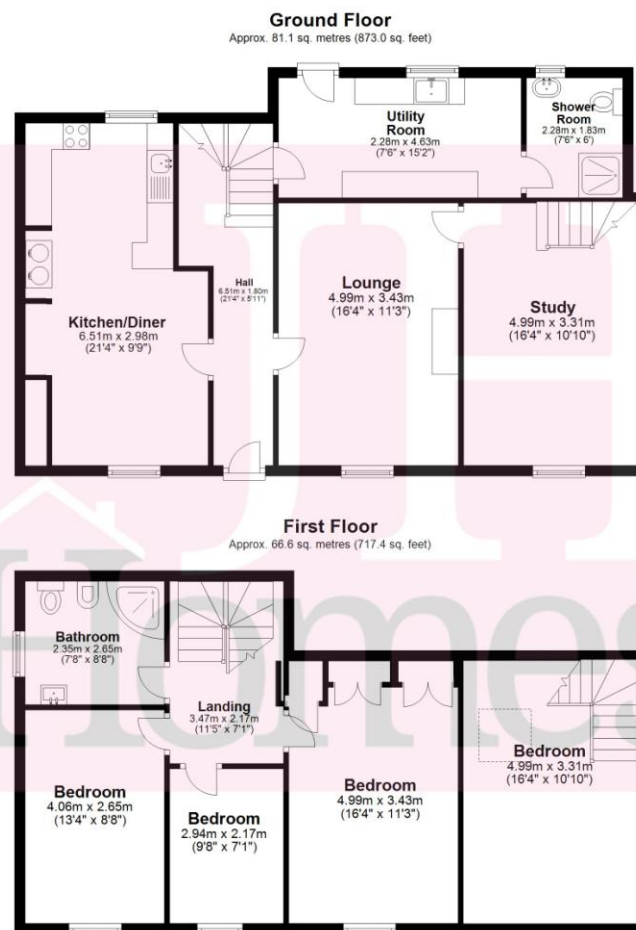 Ground Floor
Approx. 81.1 sq. metres (873.0 sq. feet)
Utility
Room
2.28m x 4.63m
(7'6" x 15'2")
Shower
Room
2.28m x 1.83m
(7'6" x 6')
Hall
6.51m x 1.80m
(21'4" x 5'11")
Lounge
4.99m x 3.43m
(16'4" x 11'3")
Study
4.99m x 3.31m
(16'4" x 10'10")
Kitchen/Diner
6.51m x 2.98m
(21'4" x 9'9")
First Floor
Approx. 66.6 sq. metres (717.4 sq. feet)
JH
Homes
Bathroom
2.35m x 2.65m
(7'8" x 8'8")
Landing
3.47m x 2.17m
(11'5" x 7'1")
Bedroom
4.99m x 3.31m
(16'4" x 10'10")
Bedroom
4.06m x 2.65m
(13'4" x 8'8")
Bedroom
2.94m x 2.17m
(9'8" x 7'1")
Bedroom
4.99m x 3.43m
(16'4" x 11'3")